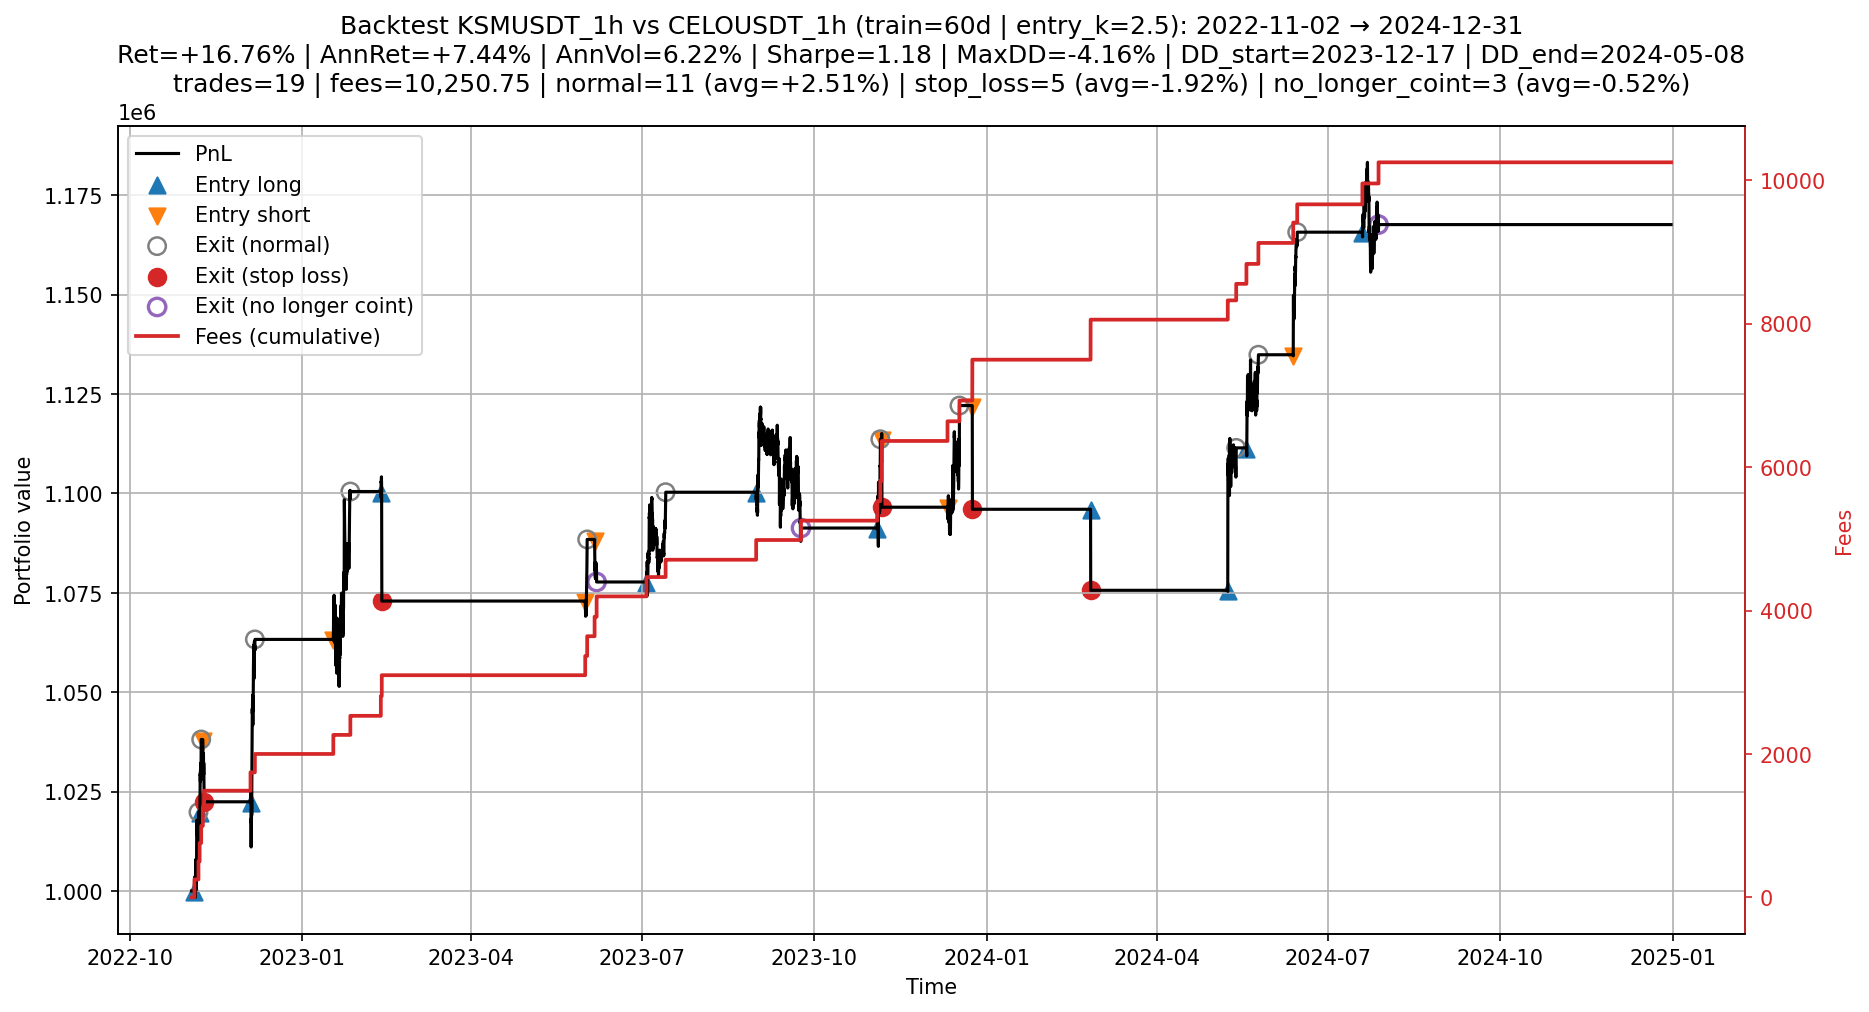 Backtest KSMUSDT_1h vs CELOUSDT_1h (train=60d | entry_k=2.5): 2022-11-02 → 2024-12-31
Ret=+16.76% | AnnRet=+7.44% | AnnVol=6.22% | Sharpe=1.18 | MaxDD=-4.16% | DD_start=2023-12-17 | DD_end=2024-05-08
trades=19 | fees=10,250.75 | normal=11 (avg=+2.51%) | stop_loss=5 (avg=-1.92%) | no_longer_coint=3 (avg=-0.52%)
1e6
PnL
Entry long
Entry short
Exit (normal)
Exit (stop loss)
Exit (no longer coint)
Fees (cumulative)
1.175
1.150
1.125
1.100
1.075
1.050
1.025
1.000
Portfolio value
10000
8000
6000
4000
2000
0
Fees
2022-10
2023-01
2023-04
2023-07
2023-10
2024-01
2024-04
2024-07
2024-10
2025-01
Time